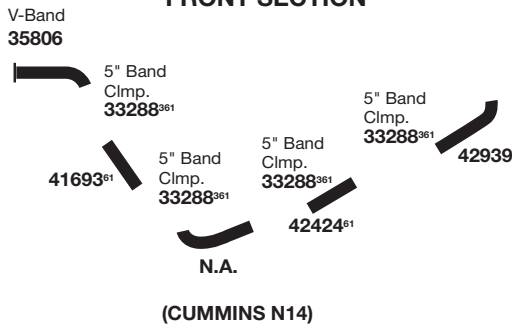 FRONT SECTION
V-Band
35806
5" Band
Clmp.
33288³⁶¹
5" Band
Clmp.
33288³⁶¹
42939
41693⁶¹
5" Band
Clmp.
33288³⁶¹
5" Band
Clmp.
33288³⁶¹
42424⁶¹
N.A.
(CUMMINS N14)